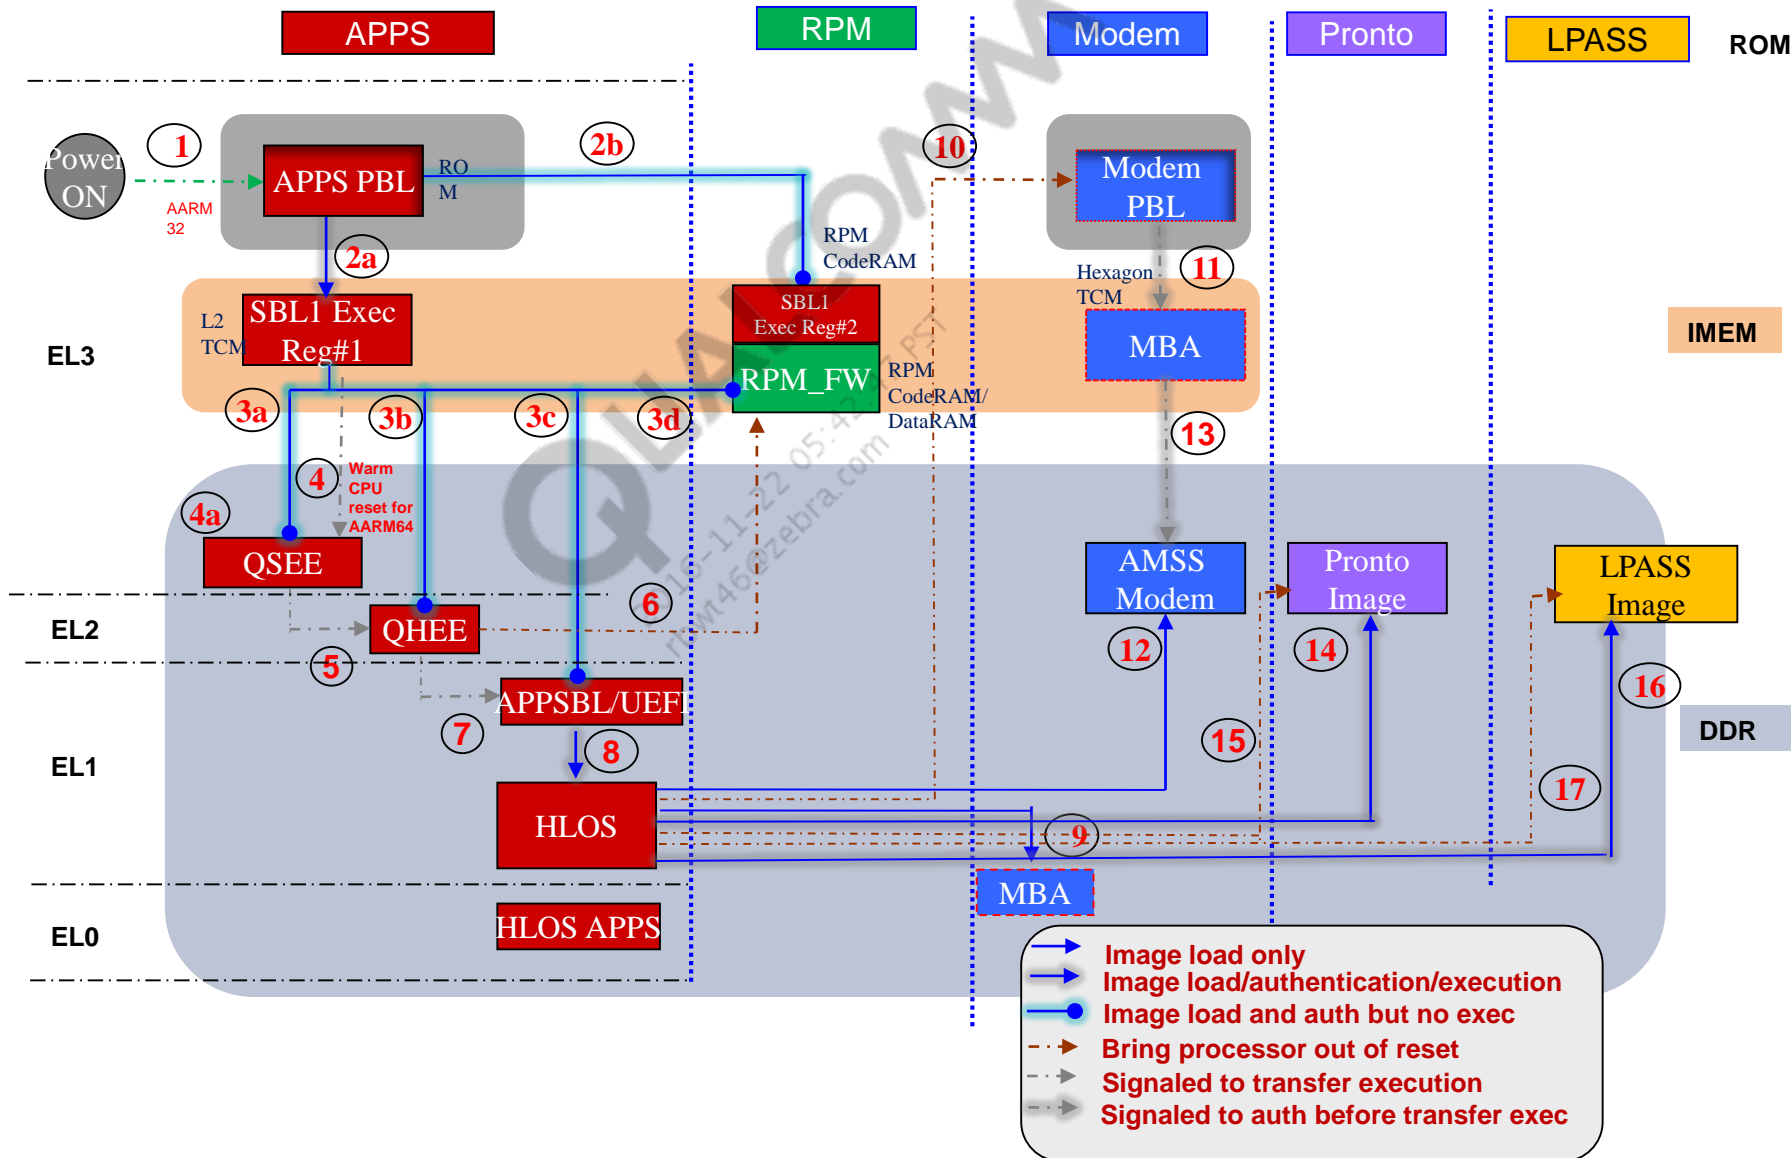 APPS
RPM
Modem
Pronto
LPASS
ROM
Power
ON
1
AARM
32
APPS PBL
RO
M
2b
10
Modem
PBL
2a
RPM
CodeRAM
11
Hexagon
TCM
L2
TCM
SBL1 Exec
Reg#1
SBL1
Exec Reg#2
RPM_FW
RPM
CodeRAM/
DataRAM
MBA
IMEM
EL3
3a
3b
3c
3d
13
4
Warm
CPU
reset for
AARM64
4a
QSEE
AMSS
Modem
Pronto
Image
LPASS
Image
EL2
QHEE
6
5
12
14
16
APPSBL/UEFI
7
8
15
DDR
EL1
17
HLOS
9
MBA
EL0
HLOS APPS
Image load only
Image load/authentication/execution
Image load and auth but no exec
Bring processor out of reset
Signaled to transfer execution
Signaled to auth before transfer exec